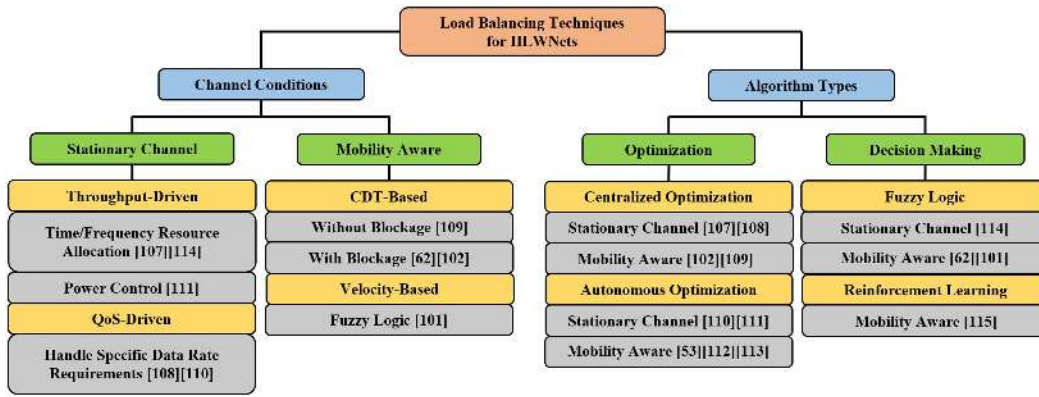 Load Balancing Techniques
for HLWNets
Channel Conditions
Algorithm Types
Stationary Channel
Mobility Aware
Optimization
Decision Making
Throughput-Driven
Time/Frequency Resource
Allocation [107][114]
Power Control [111]
QoS-Driven
Handle Specific Data Rate
Requirements [108][110]
CDT-Based
Without Blockage [109]
With Blockage [62][102]
Velocity-Based
Fuzzy Logic [101]
Centralized Optimization
Stationary Channel [107][108]
Mobility Aware [102][109]
Autonomous Optimization
Stationary Channel [110][111]
Mobility Aware [53][112][113]
Fuzzy Logic
Stationary Channel [114]
Mobility Aware [62][101]
Reinforcement Learning
Mobility Aware [115]